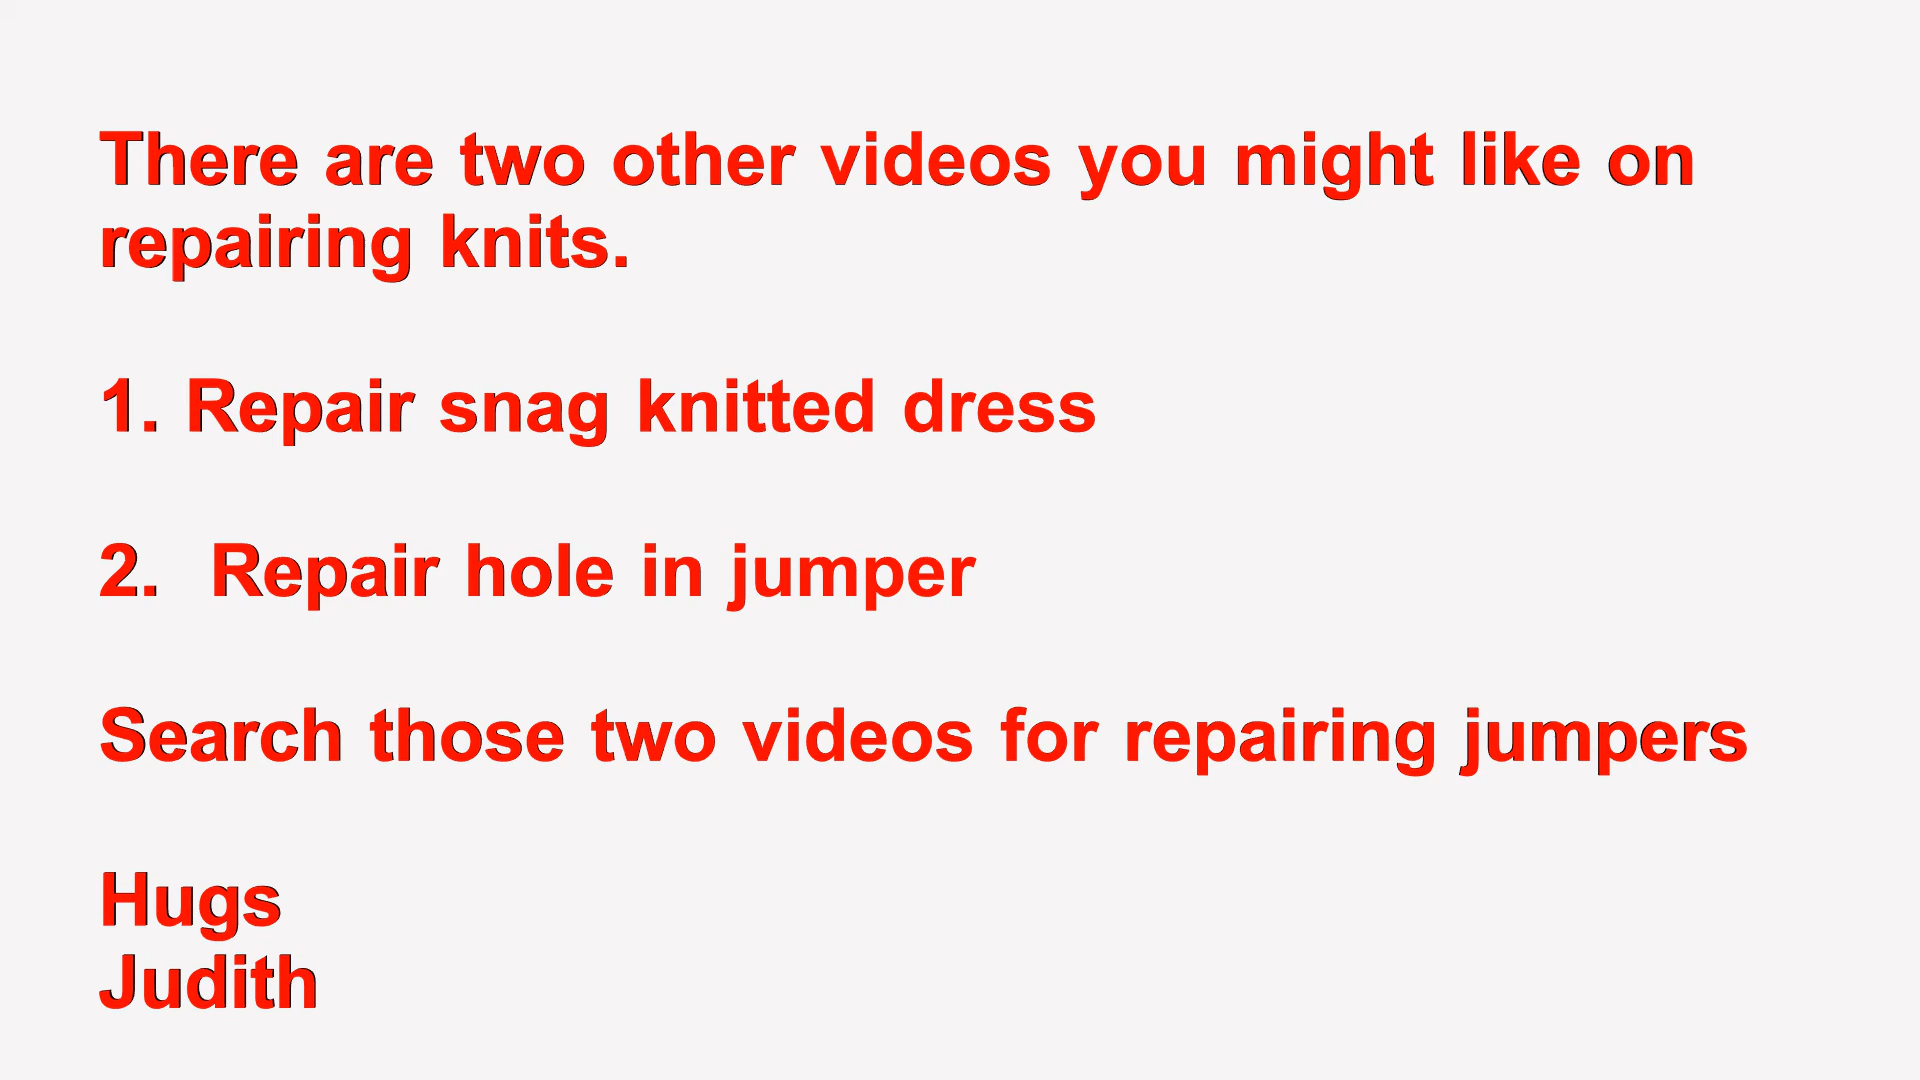 There are two other videos you might like on
repairing knits.
1. Repair snag knitted dress
2. Repair hole in jumper
Search those two videos for repairing jumpers
Hugs
Judith